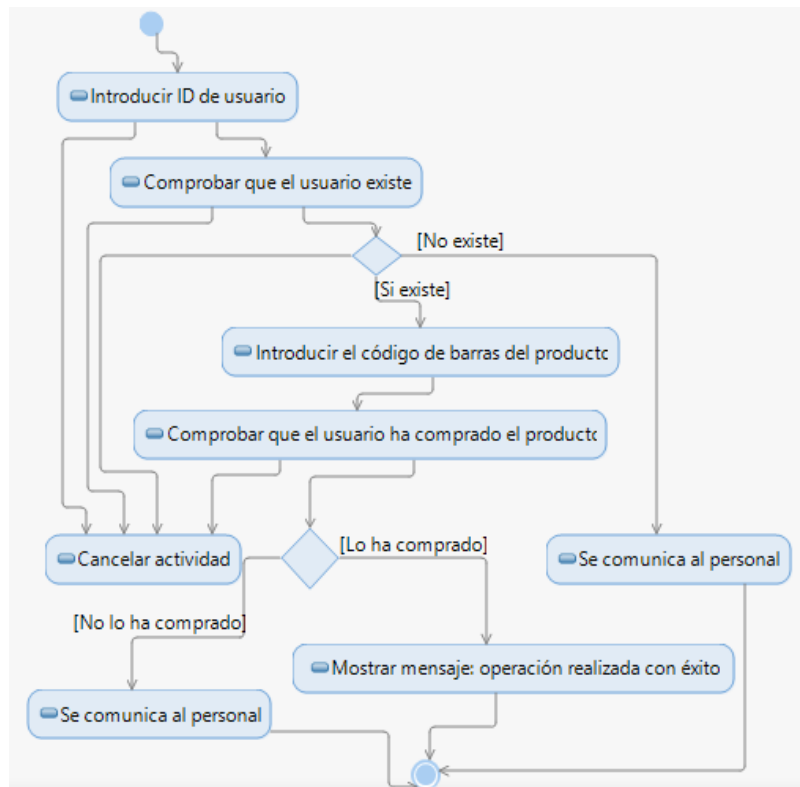 Introducir ID de usuario
Comprobar que el usuario existe
[No existe]
[Si existe]
Introducir el código de barras del producto
Comprobar que el usuario ha comprado el producto
[Lo ha comprado]
Cancelar actividad
Se comunica al personal
[No lo ha comprado]
Mostrar mensaje: operación realizada con éxito
Se comunica al personal